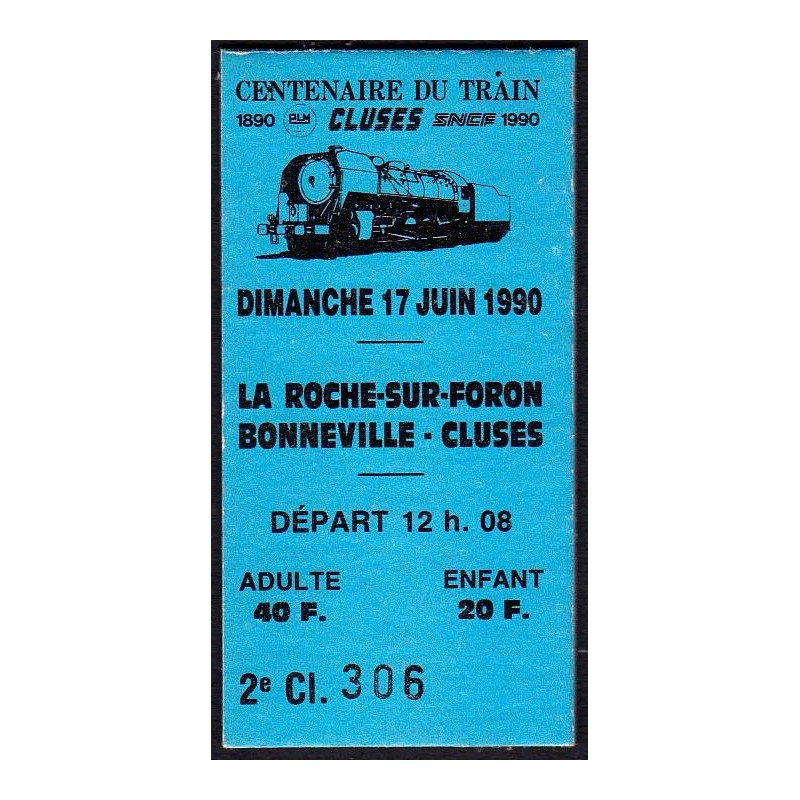 CENTENAIRE DU TRAIN
1890 PLM CLUSES SNCF 1990
DIMANCHE 17 JUIN 1990
LA ROCHE-SUR-FORON
BONNEVILLE - CLUSES
DÉPART 12 h. 08
ADULTE ENFANT
40 F. 20 F.
2e Cl. 306